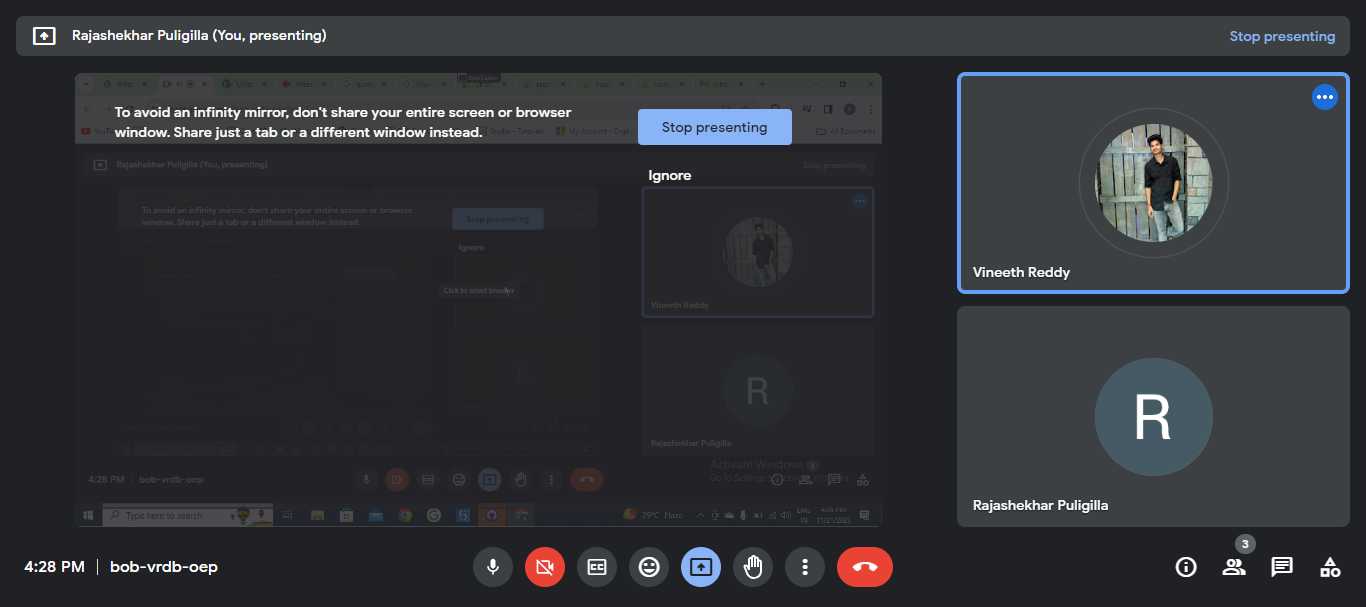 Rajashekhar Puligilla (You, presenting)
Stop presenting
To avoid an infinity mirror, don't share your entire screen or browser
window. Share just a tab or a different window instead.
Stop presenting
Ignore
Rajashekhar Puligilla (You, presenting)
Stop presenting
To avoid an infinity mirror, don't share your entire screen or browser
window. Share just a tab or a different window instead.
Stop presenting
Ignore
Vineeth Reddy
R
Rajashekhar Puligilla
4:28 PM
bob-vrdb-oep
Activate Windows
Go to Settings
Type here to search
29°C Haze
Vineeth Reddy
R
Rajashekhar Puligilla
4:28 PM | bob-vrdb-oep
3